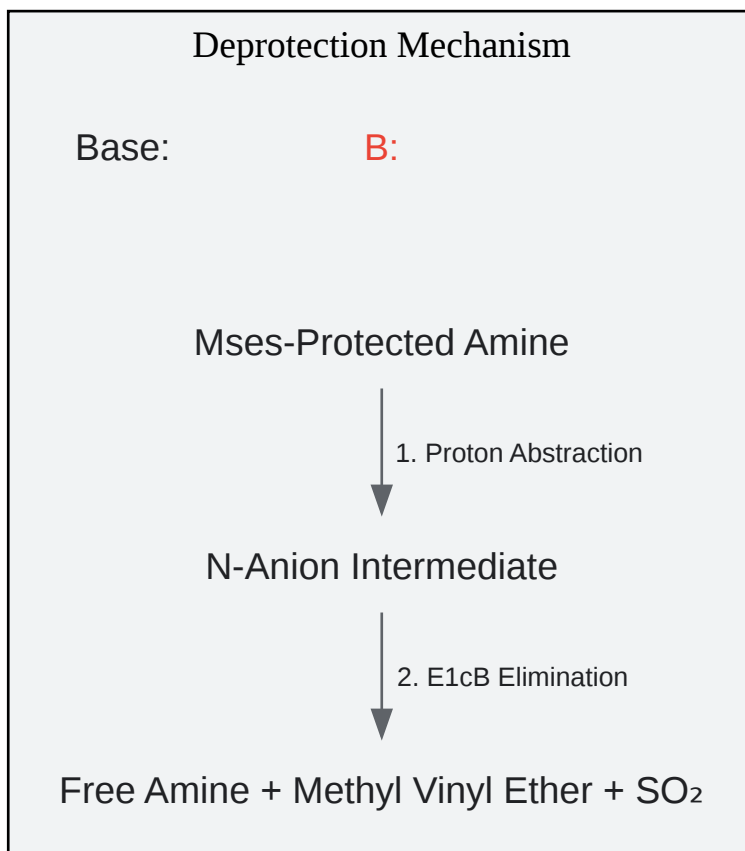 Deprotection Mechanism
Base: B:
Mses-Protected Amine
1. Proton Abstraction
N-Anion Intermediate
2. E1cB Elimination
Free Amine + Methyl Vinyl Ether + SO₂